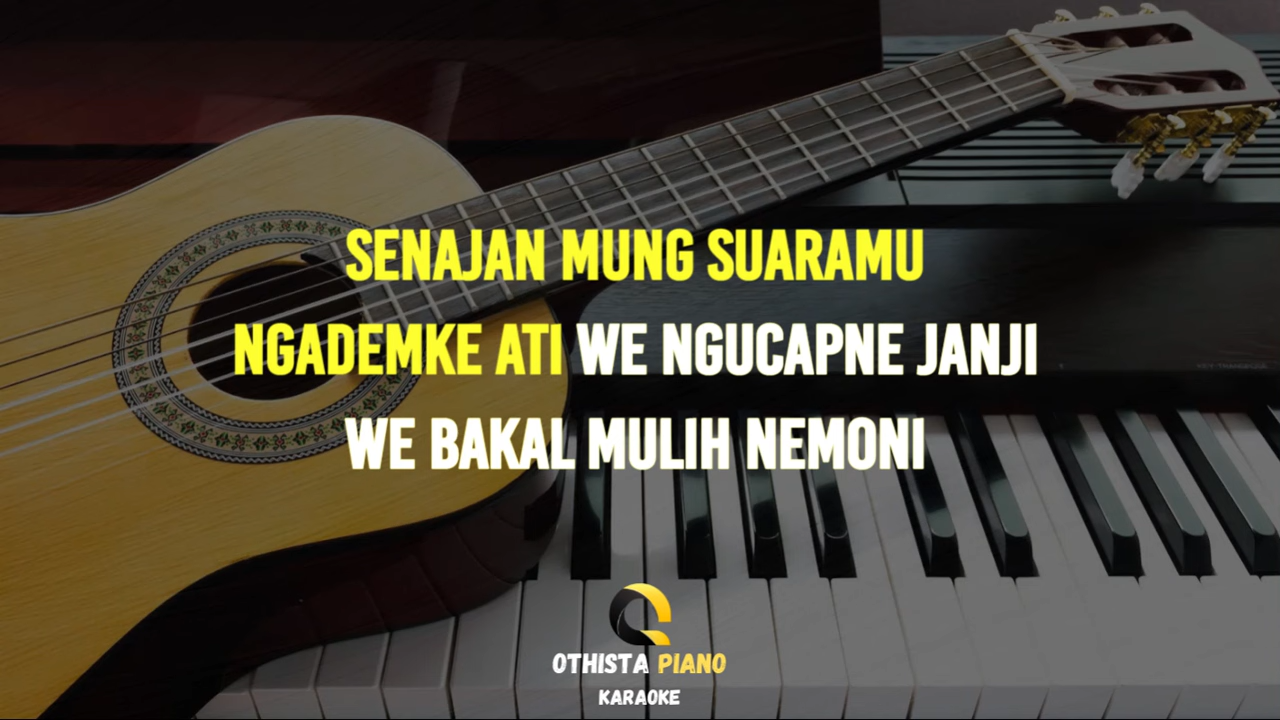 SENAJAN MUNG SUARAMU
NGADEMKE ATI WE NGUCAPNE JANJI
WE BAKAL MULIH NEMONI
OTHISTA PIANO
KARAOKE